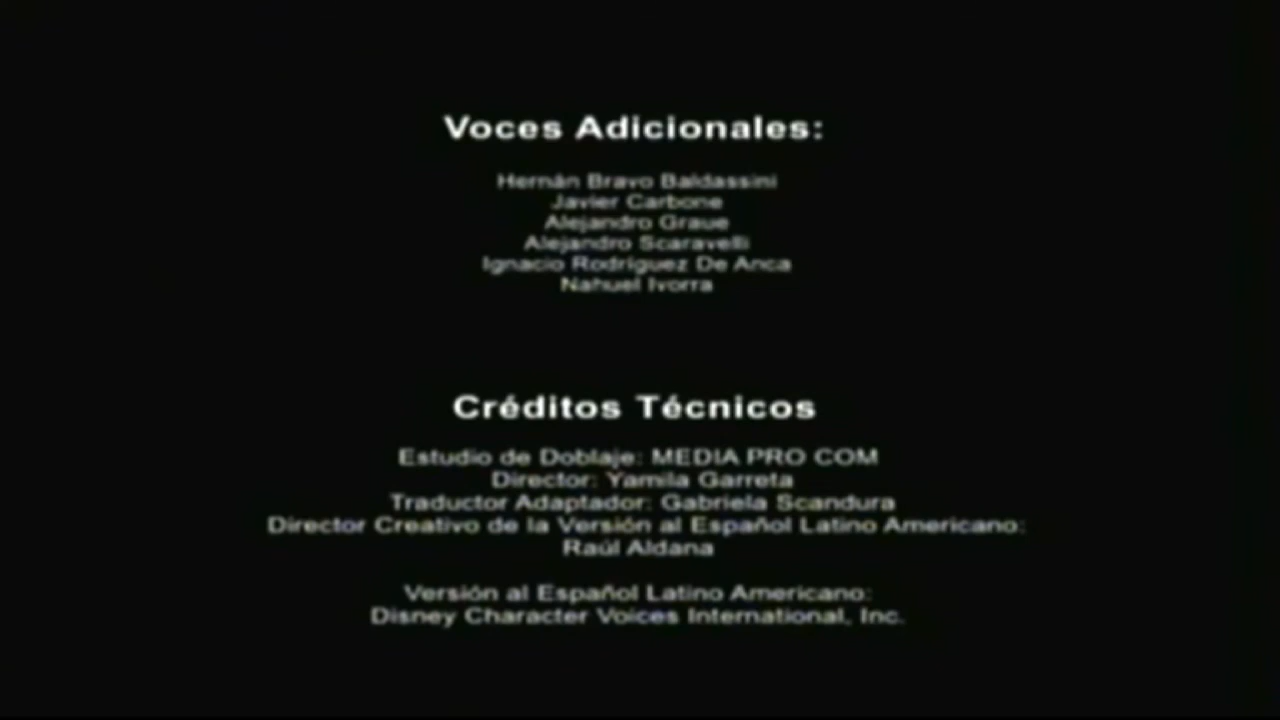 Voces Adicionales:
Hernán Bravo Baldassini
Javier Carbone
Alejandro Graue
Alejandro Scaravelli
Ignacio Rodríguez De Anca
Nahuel Ivorra
Créditos Técnicos
Estudio de Doblaje: MEDIA PRO COM
Director: Yamila Garreta
Traductor Adaptador: Gabriela Scandura
Director Creativo de la Versión al Español Latino Americano:
Raúl Aldana
Versión al Español Latino Americano:
Disney Character Voices International, Inc.